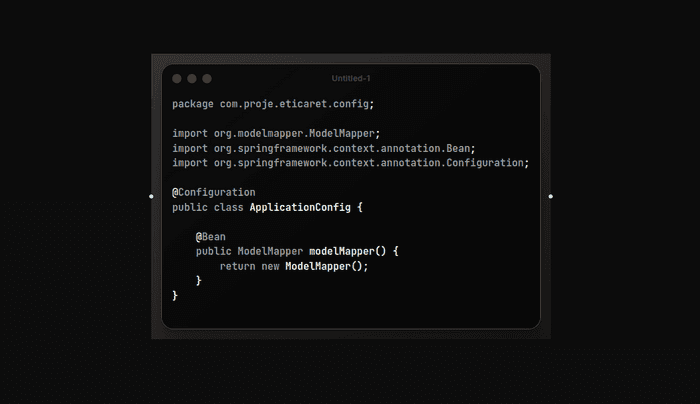 Untitled-1
package com.proje.eticaret.config;
import org.modelmapper.ModelMapper;
import org.springframework.context.annotation.Bean;
import org.springframework.context.annotation.Configuration;
@Configuration
public class ApplicationConfig {
@Bean
public ModelMapper modelMapper() {
return new ModelMapper();
}
}